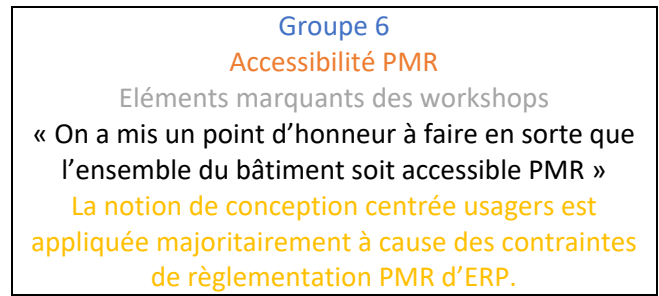 Groupe 6
Accessibilité PMR
Eléments marquants des workshops
« On a mis un point d’honneur à faire en sorte que
l’ensemble du bâtiment soit accessible PMR »
La notion de conception centrée usagers est
appliquée majoritairement à cause des contraintes
de règlementation PMR d’ERP.